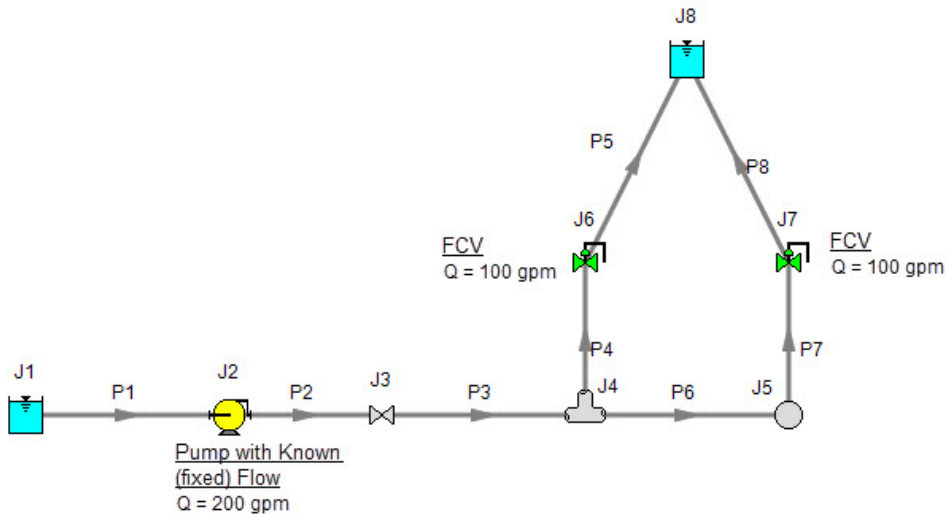 J8
P5
P8
J6
J7
FCV
Q = 100 gpm
FCV
Q = 100 gpm
J1
P1
J2
P2
J3
P3
P4
J4
P6
J5
P7
Pump with Known
(fixed) Flow
Q = 200 gpm